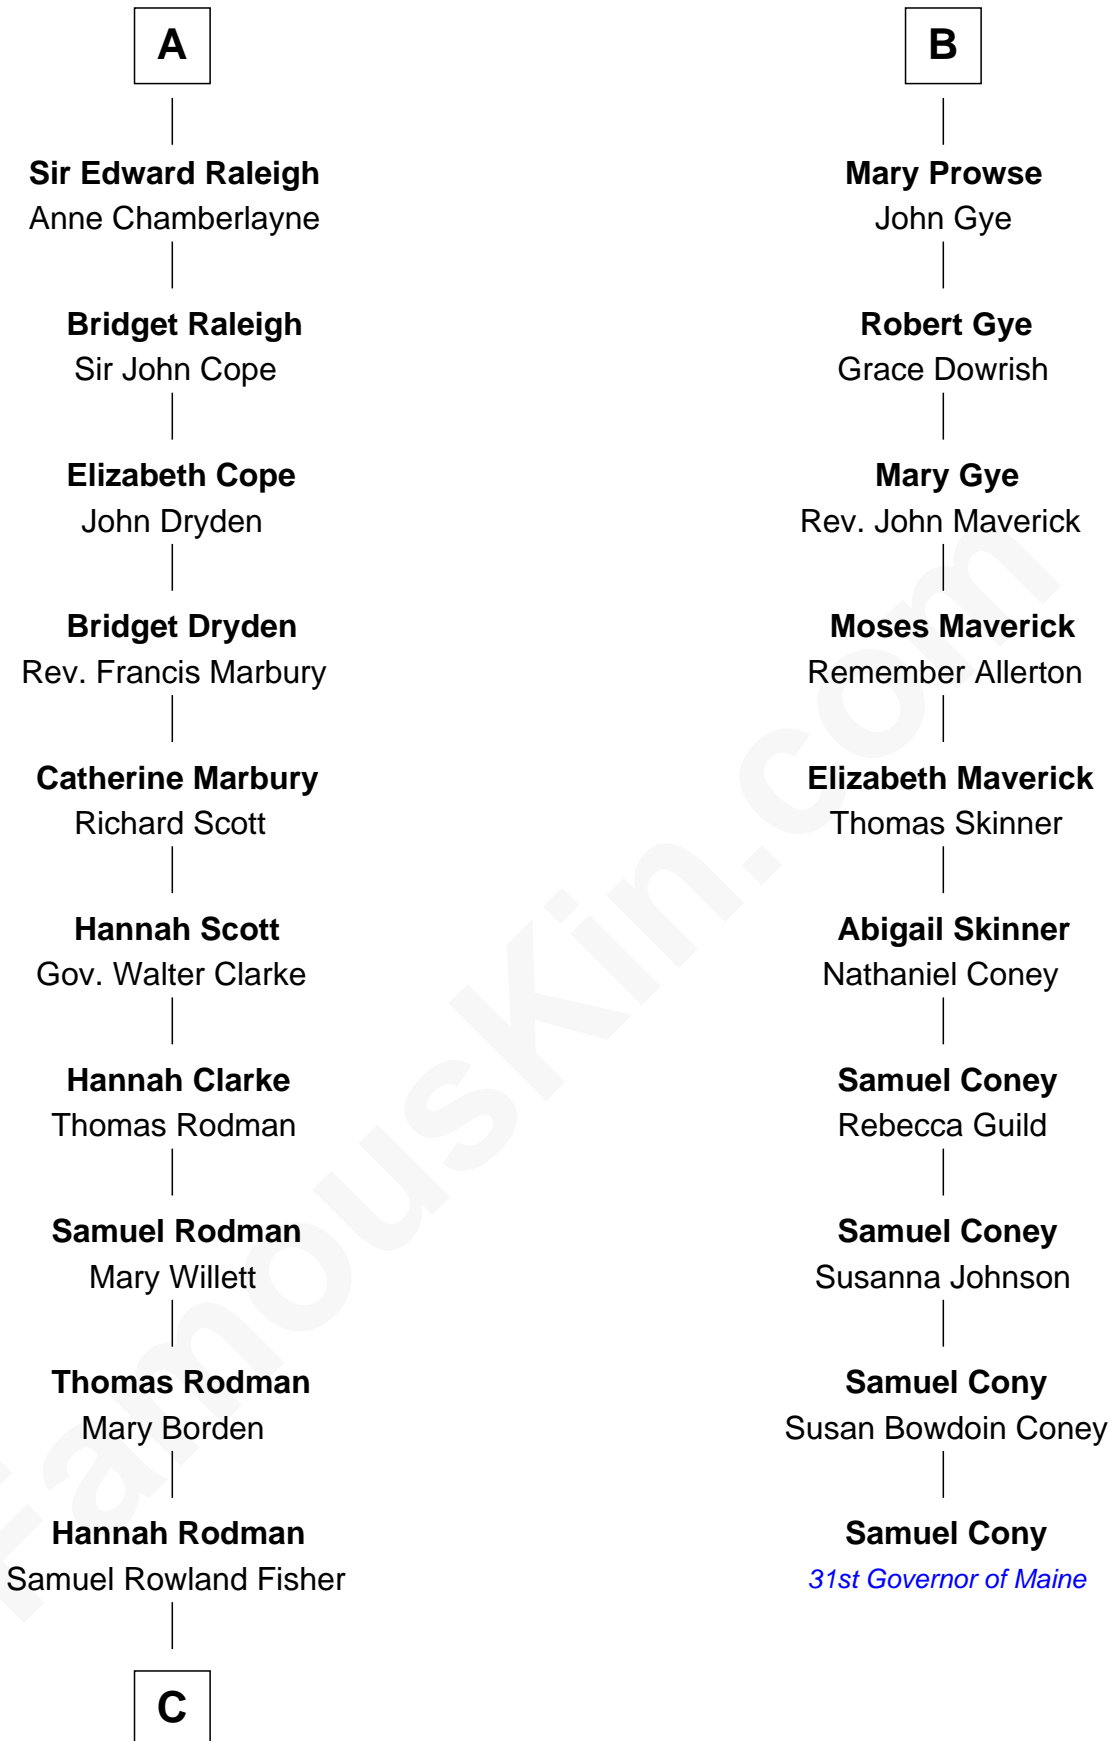 A
Sir Edward Raleigh
Anne Chamberlayne
Bridget Raleigh
Sir John Cope
Elizabeth Cope
John Dryden
Bridget Dryden
Rev. Francis Marbury
Catherine Marbury
Richard Scott
Hannah Scott
Gov. Walter Clarke
Hannah Clarke
Thomas Rodman
Samuel Rodman
Mary Willett
Thomas Rodman
Mary Borden
Hannah Rodman
Samuel Rowland Fisher
C
B
Mary Prowse
John Gye
Robert Gye
Grace Dowrish
Mary Gye
Rev. John Maverick
Moses Maverick
Remember Allerton
Elizabeth Maverick
Thomas Skinner
Abigail Skinner
Nathaniel Coney
Samuel Coney
Rebecca Guild
Samuel Coney
Susanna Johnson
Samuel Cony
Susan Bowdoin Coney
Samuel Cony
31st Governor of Maine
FamousKin.com